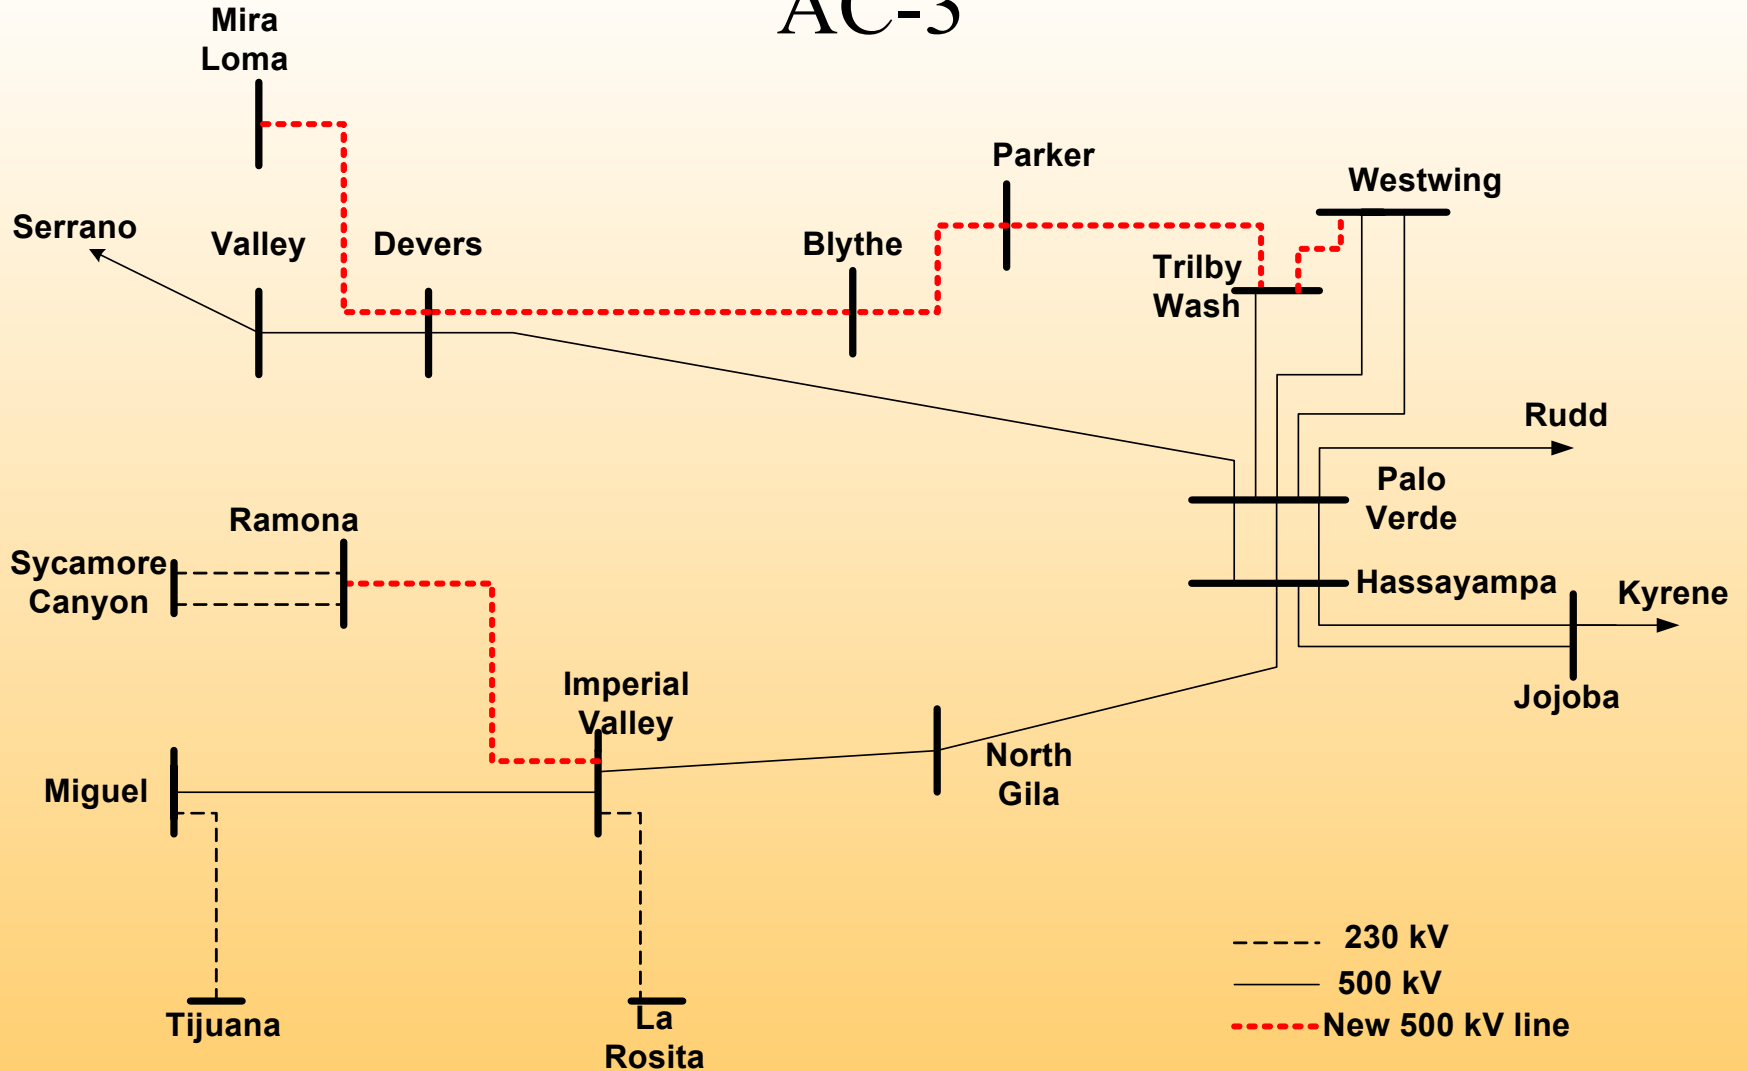 AC-3
Mira
Loma
Parker
Westwing
Serrano
Valley
Devers
Blythe
Trilby
Wash
Rudd
Palo
Verde
Ramona
Sycamore
Canyon
Hassayampa
Kyrene
Imperial
Valley
Jojoba
North
Gila
Miguel
230 kV
500 kV
New 500 kV line
Tijuana
La
Rosita